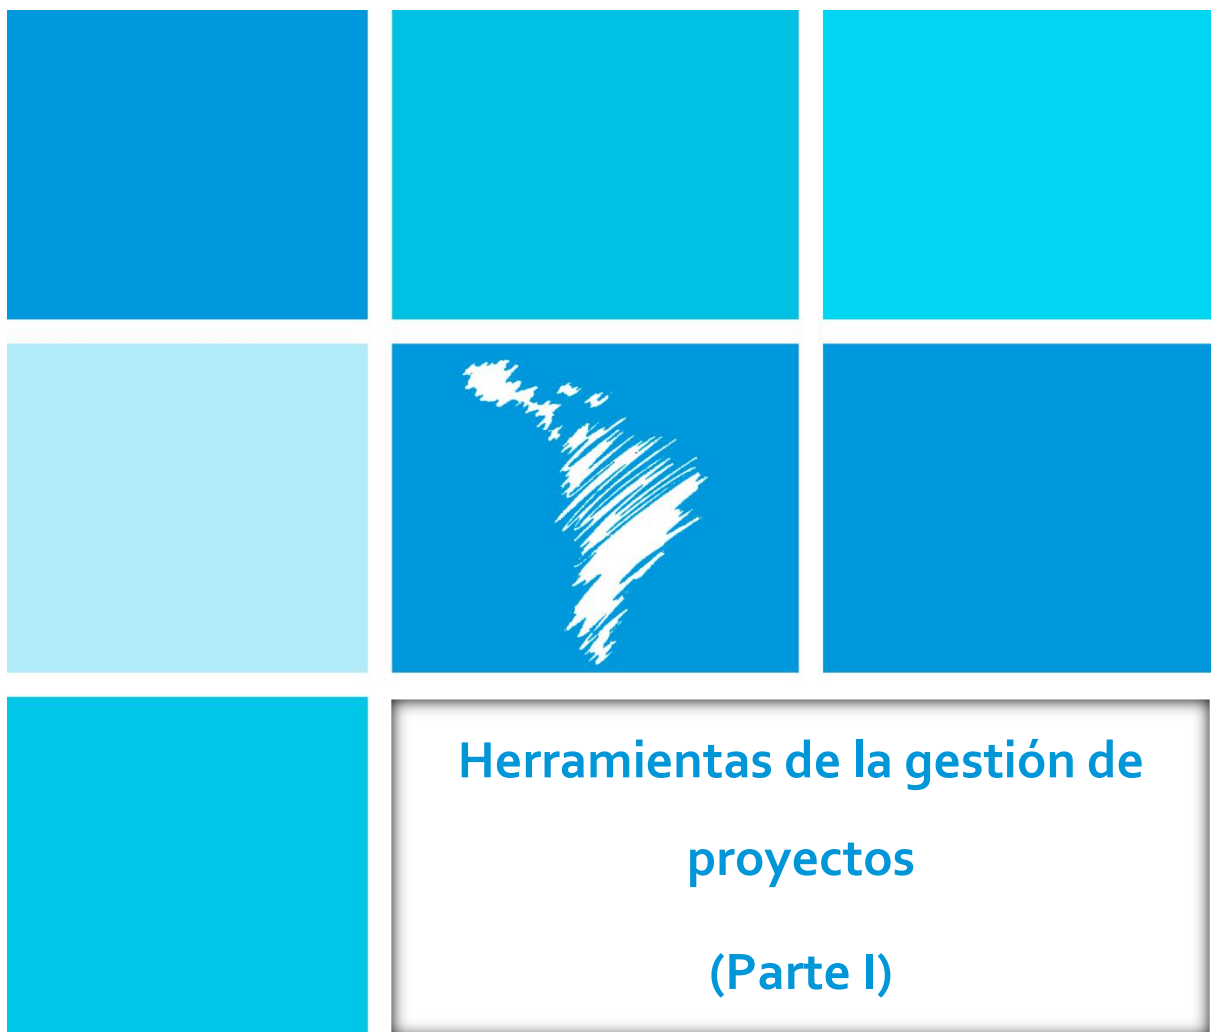 Herramientas de la gestión de
proyectos
(Parte I)